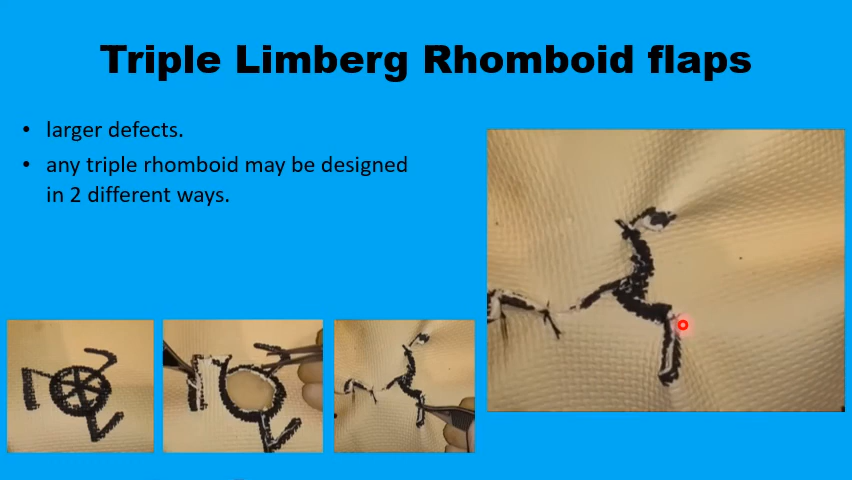 Triple Limberg Rhomboid flaps
• larger defects.
• any triple rhomboid may be designed
in 2 different ways.